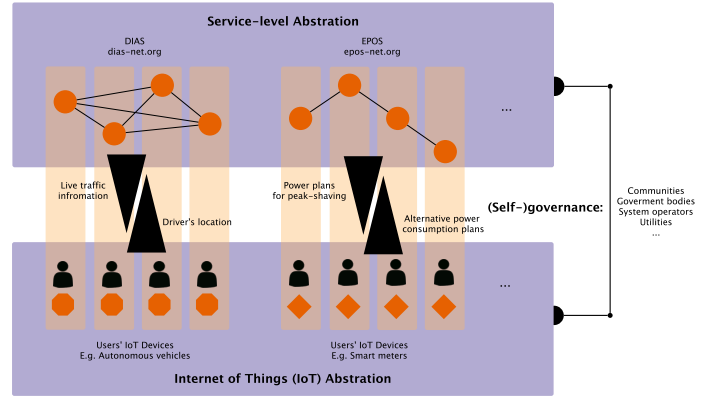 Service-level Abstration
DIAS
dias-net.org
EPOS
epos-net.org
...
Live traffic
infromation
Driver's location
Power plans
for peak-shaving
Alternative power
consumption plans
(Self-)governance:
Communities
Goverment bodies
System operators
Utilities
...
...
Users' IoT Devices
E.g. Autonomous vehicles
Users' IoT Devices
E.g. Smart meters
Internet of Things (IoT) Abstration